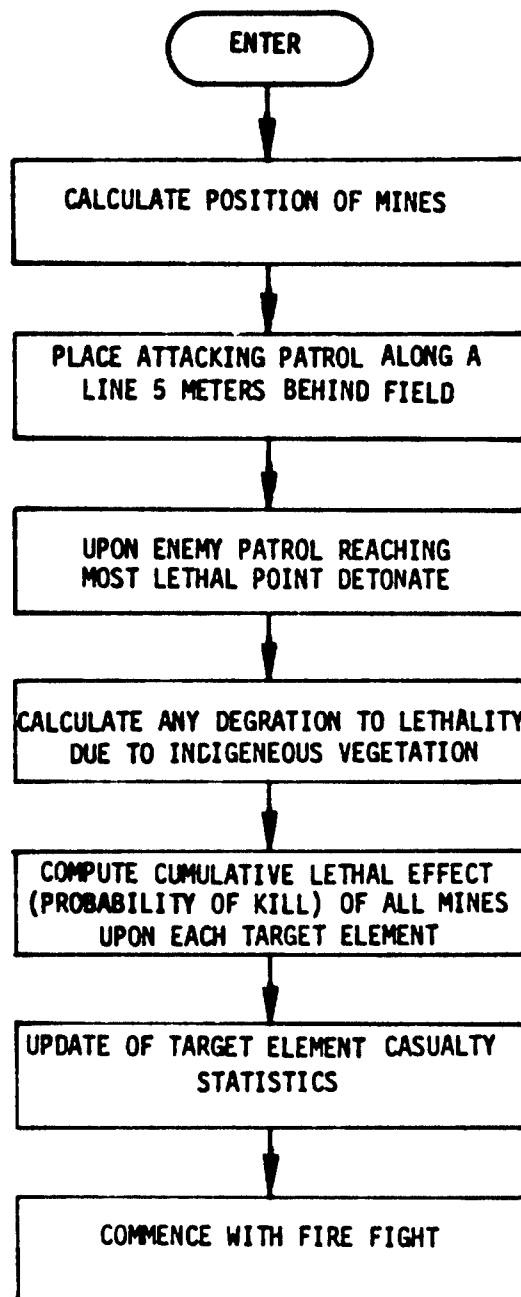 ENTER
CALCULATE POSITION OF MINES
PLACE ATTACKING PATROL ALONG A
LINE 5 METERS BEHIND FIELD
UPON ENEMY PATROL REACHING
MOST LETHAL POINT DETONATE
CALCULATE ANY DEGRATION TO LETHALITY
DUE TO INDIGENEOUS VEGETATION
COMPUTE CUMULATIVE LETHAL EFFECT
(PROBABILITY OF KILL) OF ALL MINES
UPON EACH TARGET ELEMENT
UPDATE OF TARGET ELEMENT CASUALTY
STATISTICS
COMMENCE WITH FIRE FIGHT